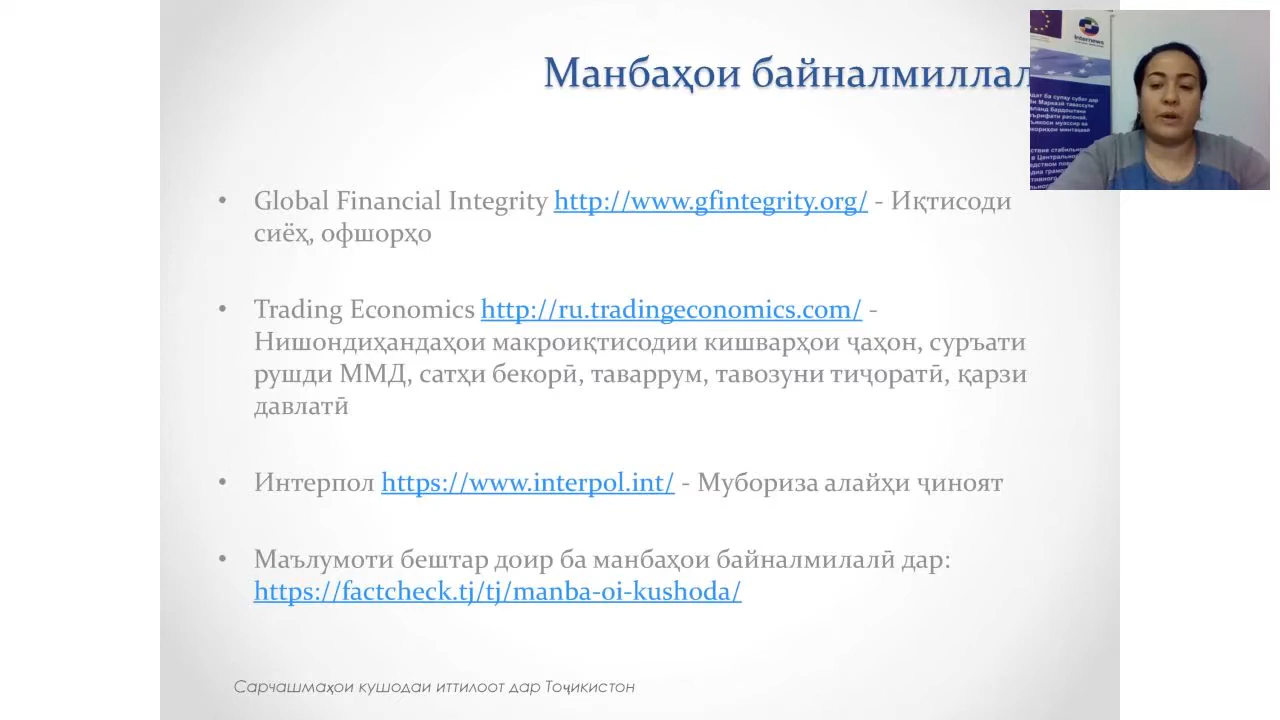 Манбаҳои байналмиллал
internews
Global Financial Integrity http://www.gfintegrity.org/ - Иқтисоди
сиёҳ, офшорҳо
Trading Economics http://ru.tradingeconomics.com/ -
Нишондиҳандаҳои макроиқтисодии кишварҳои ҷаҳон, суръати
рушди ММД, сатҳи бекорӣ, таваррум, тавозуни тиҷоратӣ, қарзи
давлатӣ
Интерпол https://www.interpol.int/ - Мубориза алайҳи ҷиноят
Маълумоти бештар доир ба манбаҳои байналмилалӣ дар:
https://factcheck.tj/tj/manba-oi-kushoda/
Сарчашмаҳои кушодаи иттилоот дар Тоҷикистон